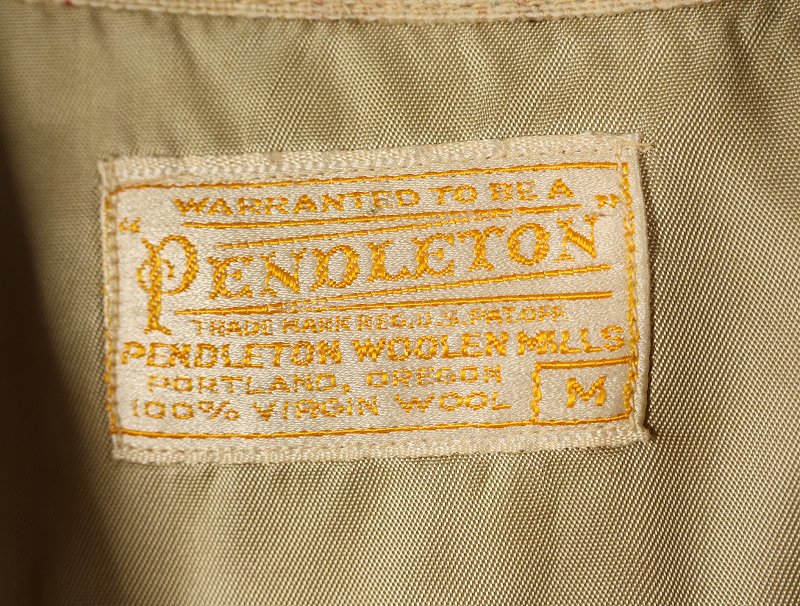 WARRANTED TO BE A
"PENDLETON"
TRADE MARK REG. U.S. PAT. OFF.
PENDLETON WOOLEN MILLS
PORTLAND, OREGON
100% VIRGIN WOOL
M